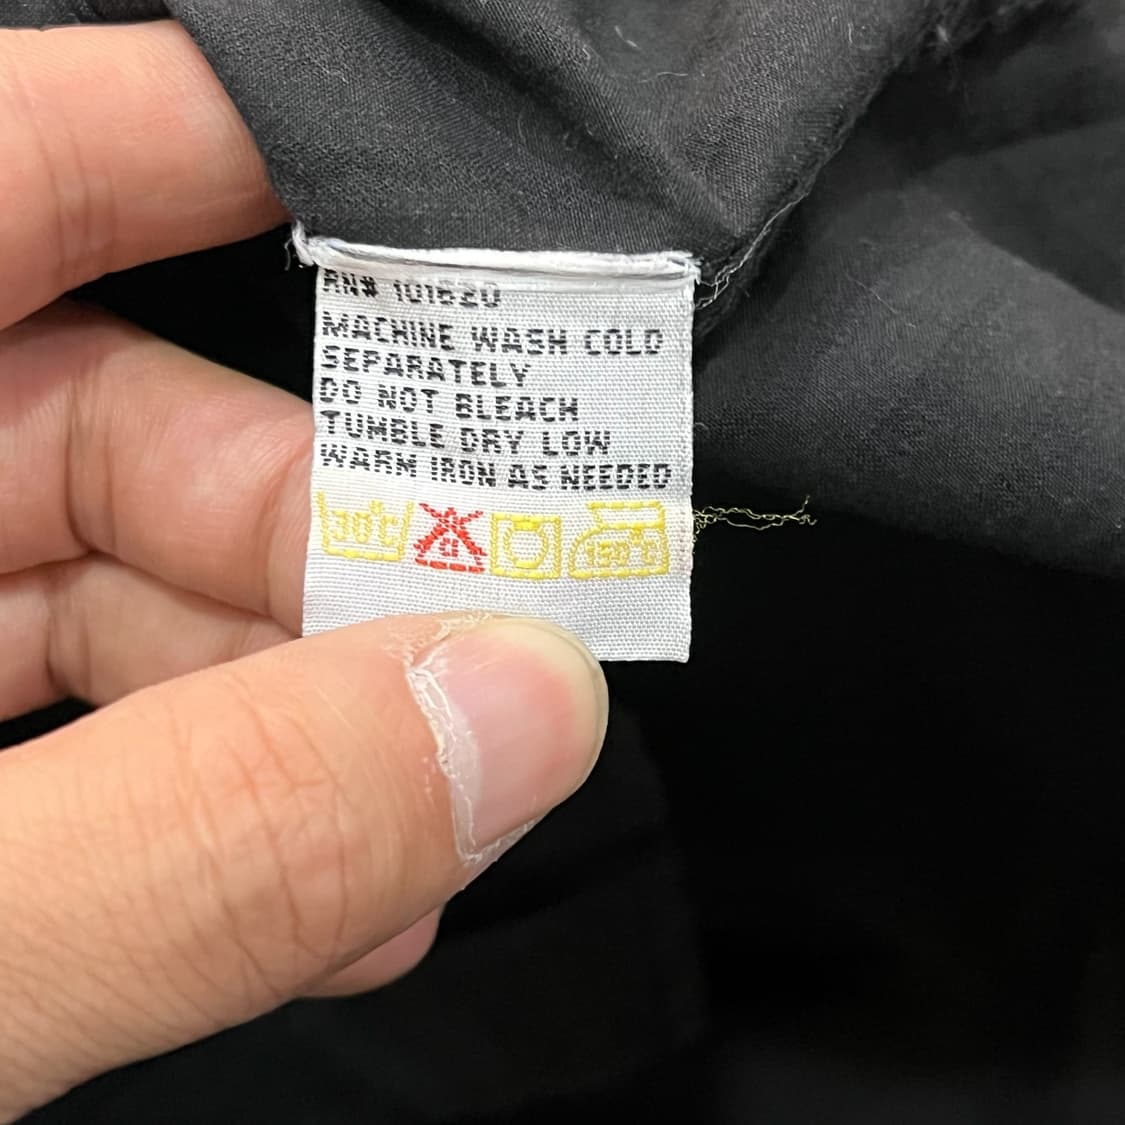 RN# 101620
MACHINE WASH COLD
SEPARATELY
DO NOT BLEACH
TUMBLE DRY LOW
WARM IRON AS NEEDED
30°C 150°C